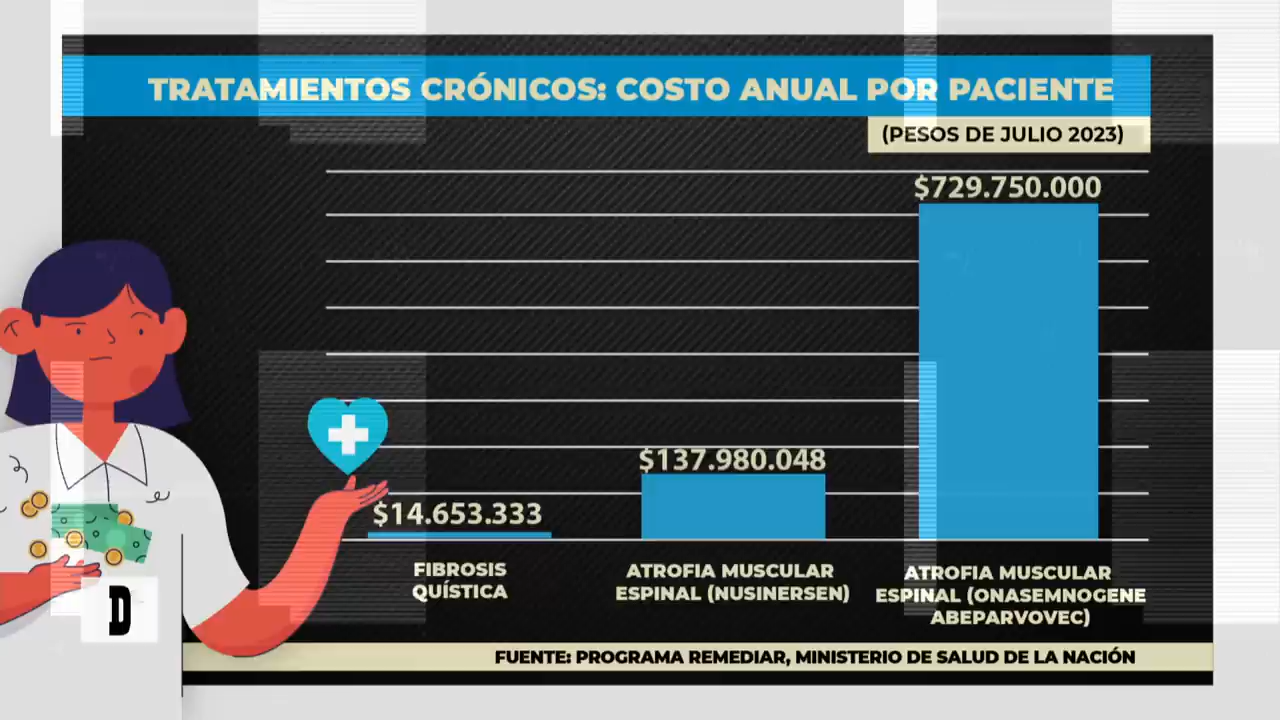 TRATAMIENTOS CRÓNICOS: COSTO ANUAL POR PACIENTE
(PESOS DE JULIO 2023)
$729.750.000
$137.980.048
$14.653.333
FIBROSIS
QUÍSTICA
ATROFIA MUSCULAR
ESPINAL (NUSINERSEN)
ATROFIA MUSCULAR
ESPINAL (ONASEMNOGENE
ABEPARVOVEC)
D
FUENTE: PROGRAMA REMEDIAR, MINISTERIO DE SALUD DE LA NACIÓN